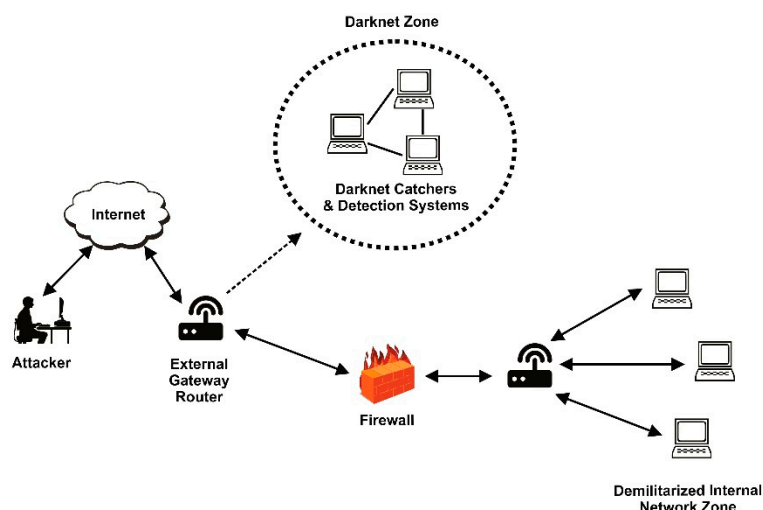 Darknet Zone
Darknet Catchers
& Detection Systems
Internet
Attacker
External
Gateway
Router
Firewall
Demilitarized Internal
Network Zone